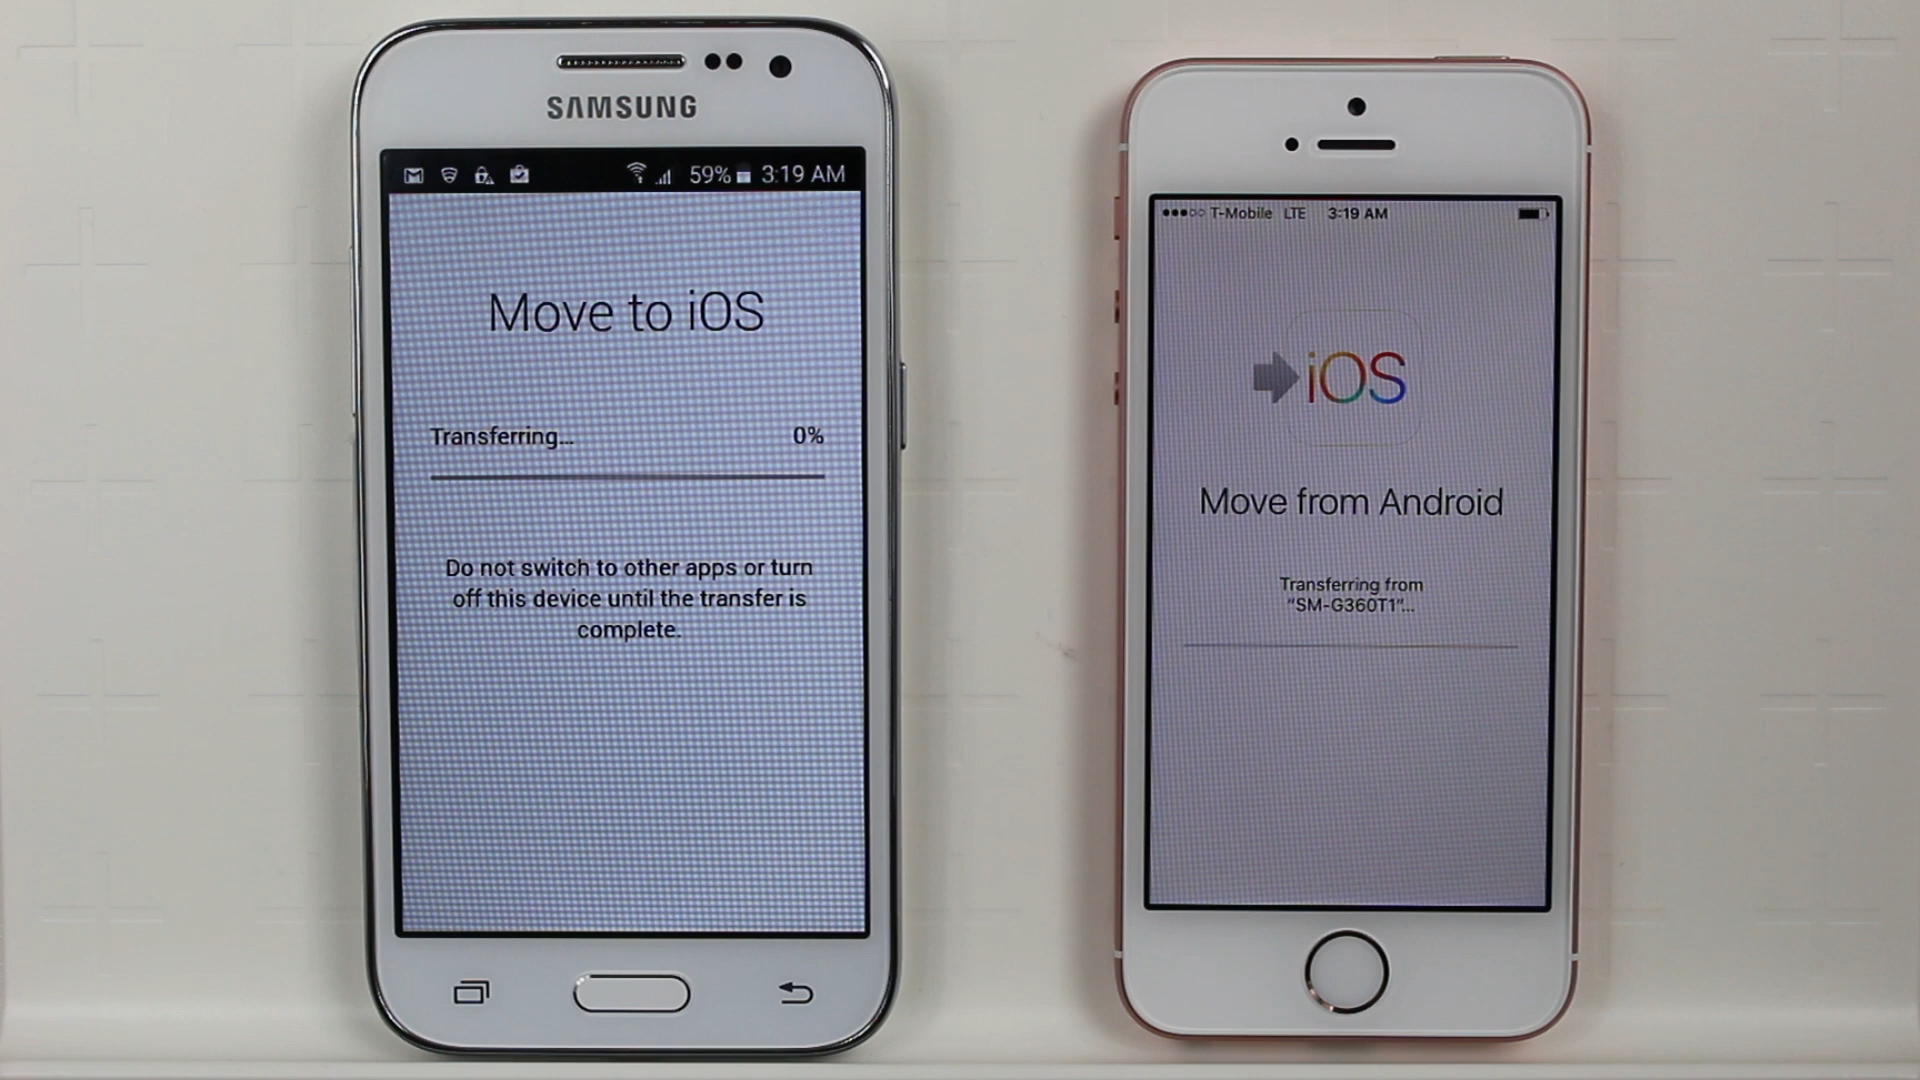 SAMSUNG
59% 3:19 AM
Move to iOS
Transferring... 0%
Do not switch to other apps or turn
off this device until the transfer is
complete.
T-Mobile LTE 3:19 AM
iOS
Move from Android
Transferring from
"SM-G360T1"...